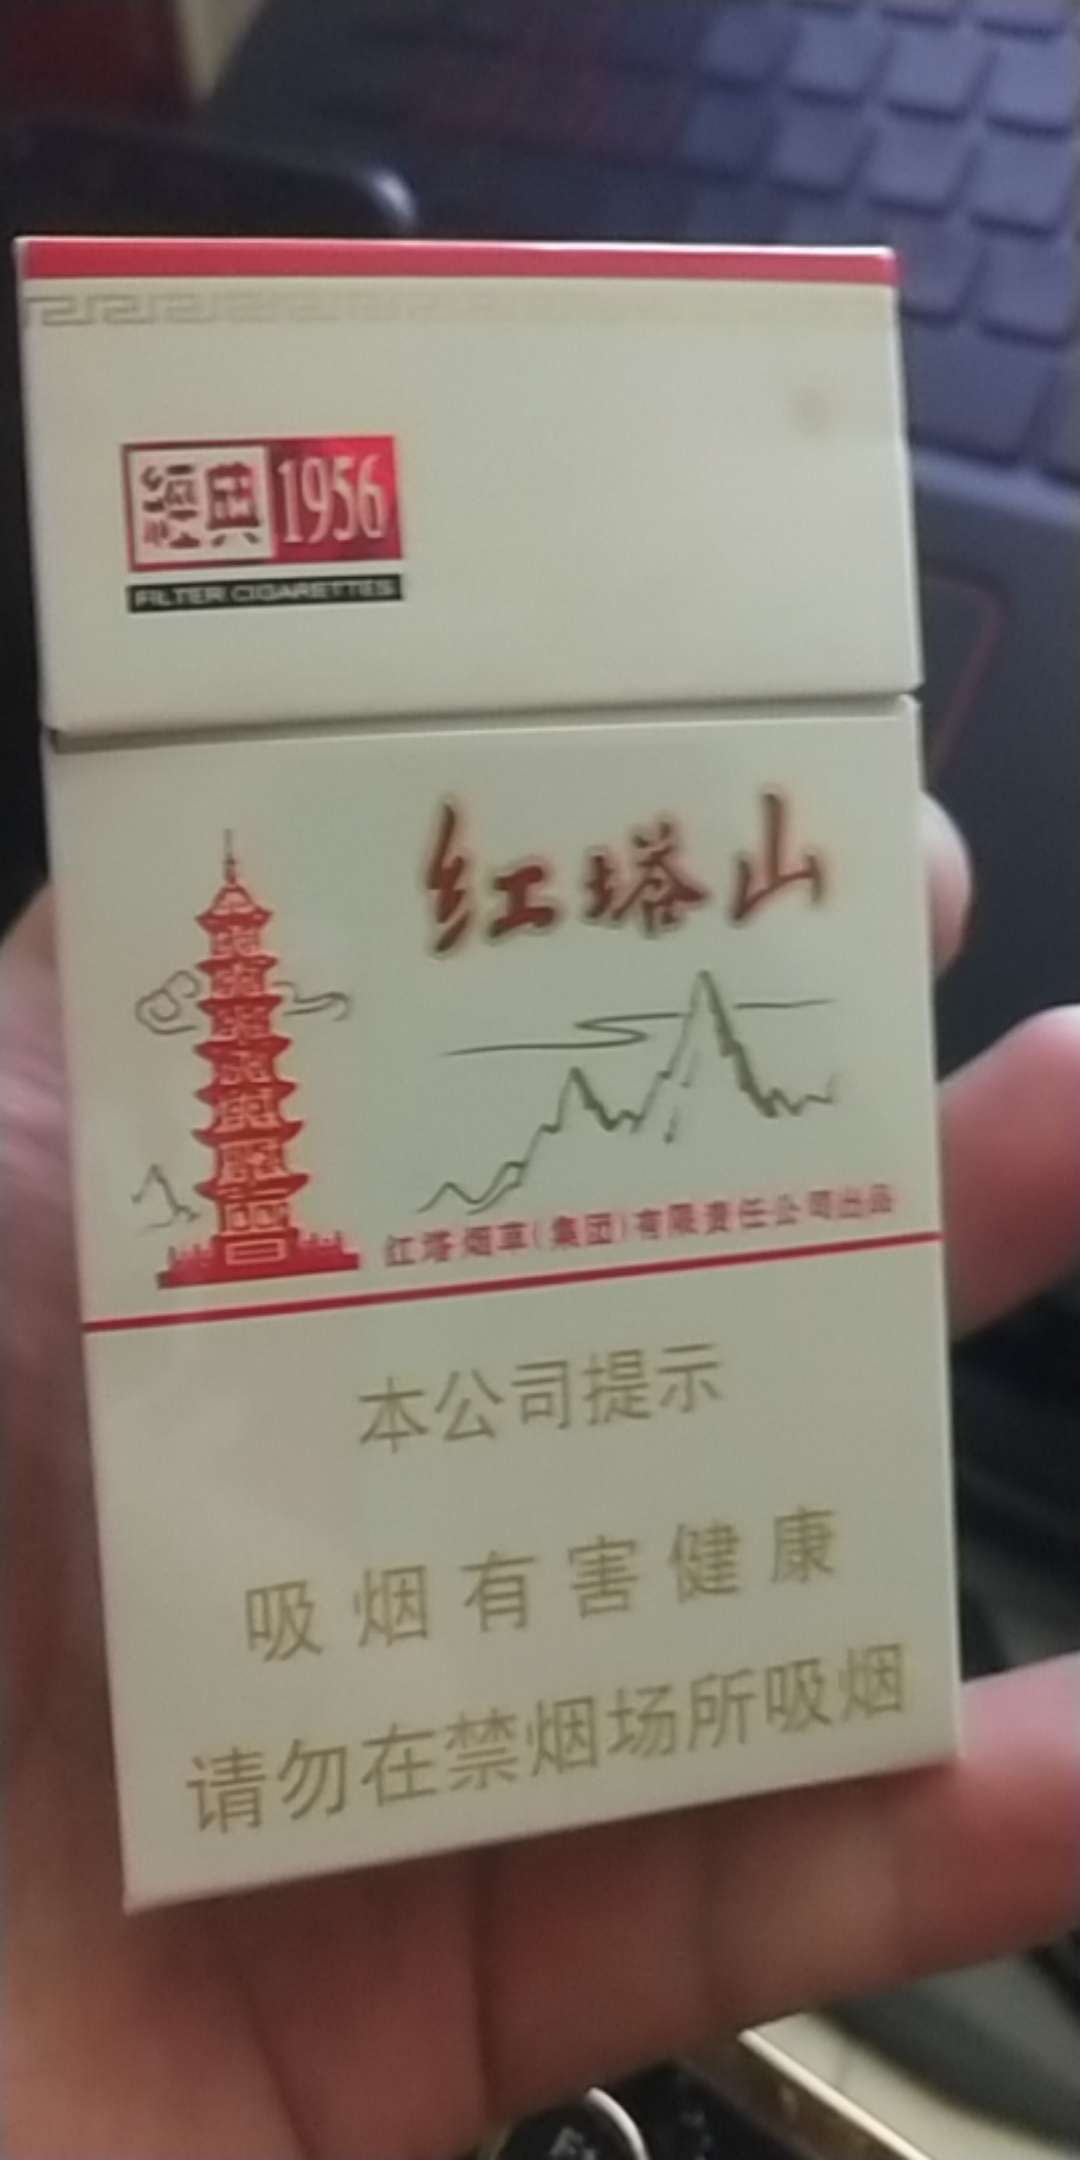 經典 1956
FILTER CIGARETTES
红塔山
红塔烟草(集团)有限责任公司出品
本公司提示
吸烟有害健康
请勿在禁烟场所吸烟